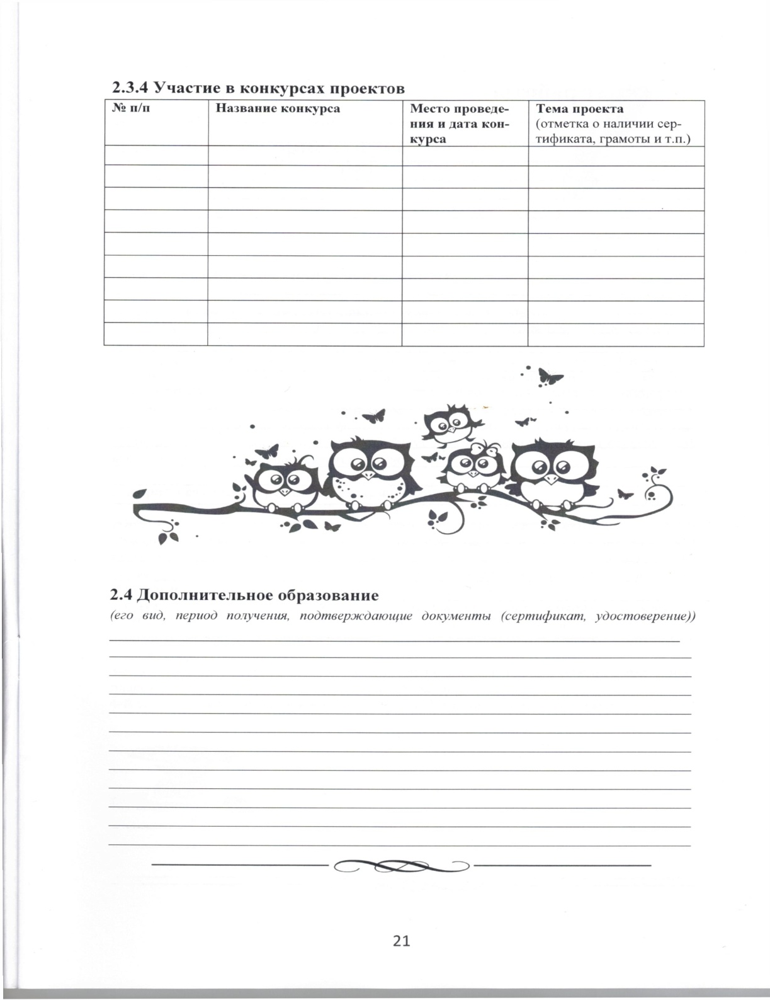 2.3.4 Участие в конкурсах проектов
№ п/п
Название конкурса
Место проведе-
ния и дата кон-
курса
Тема проекта
(отметка о наличии сер-
тификата, грамоты и т.п.)
2.4 Дополнительное образование
(его вид, период получения, подтверждающие документы (сертификат, удостоверение))
21